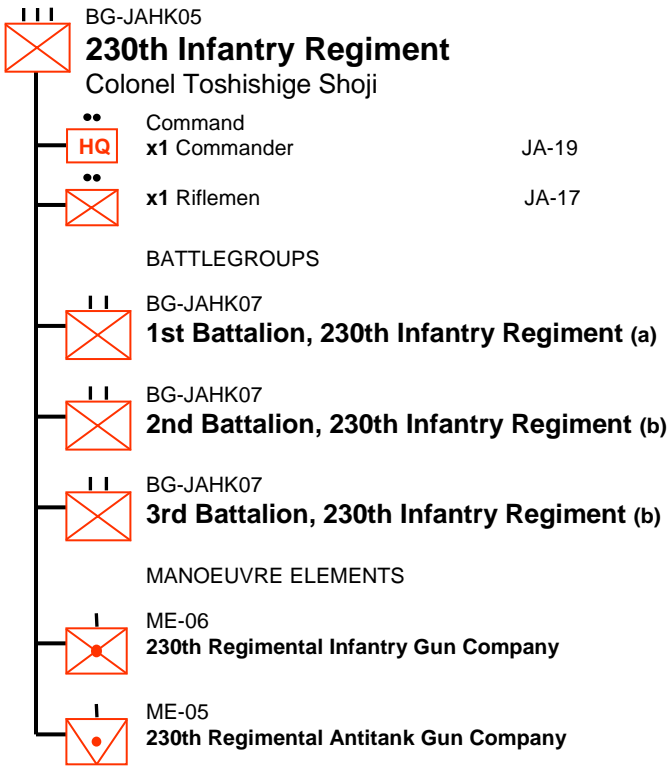 BG-JAHK05
230th Infantry Regiment
Colonel Toshishige Shoji
Command
HQ x1 Commander JA-19
x1 Riflemen JA-17
BATTLEGROUPS
BG-JAHK07
1st Battalion, 230th Infantry Regiment (a)
BG-JAHK07
2nd Battalion, 230th Infantry Regiment (b)
BG-JAHK07
3rd Battalion, 230th Infantry Regiment (b)
MANOEUVRE ELEMENTS
ME-06
230th Regimental Infantry Gun Company
ME-05
230th Regimental Antitank Gun Company